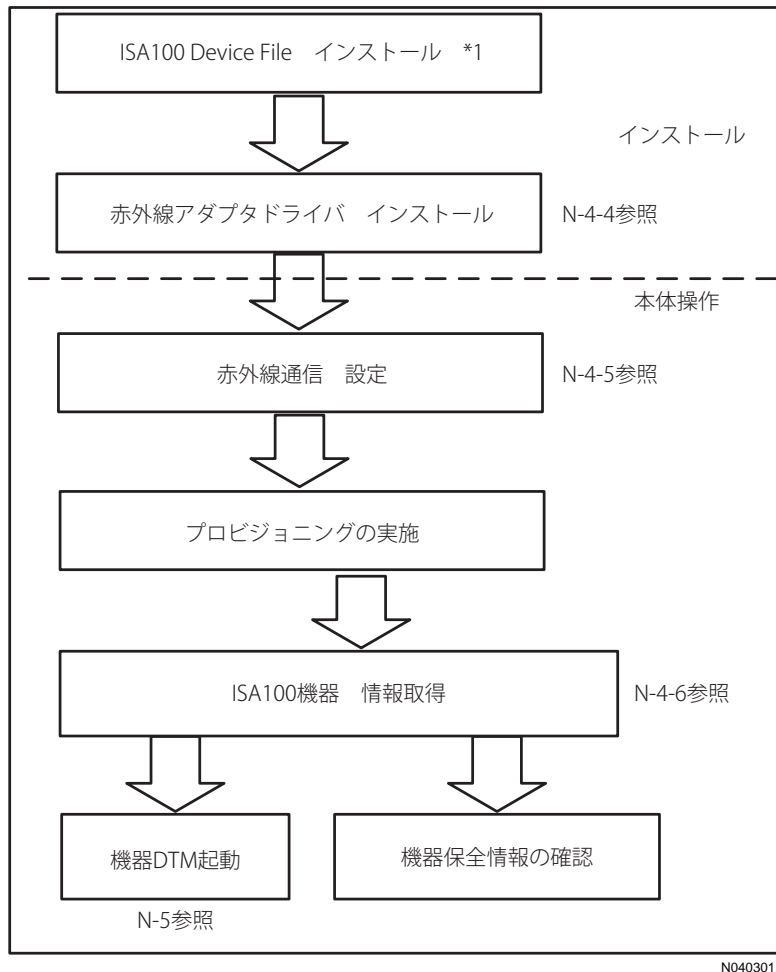 ISA100 Device File　インストール　*1
インストール
赤外線アダプタドライバ　インストール
N-4-4参照
本体操作
赤外線通信　設定
N-4-5参照
プロビジョニングの実施
ISA100機器　情報取得
N-4-6参照
機器DTM起動
機器保全情報の確認
N-5参照
N040301